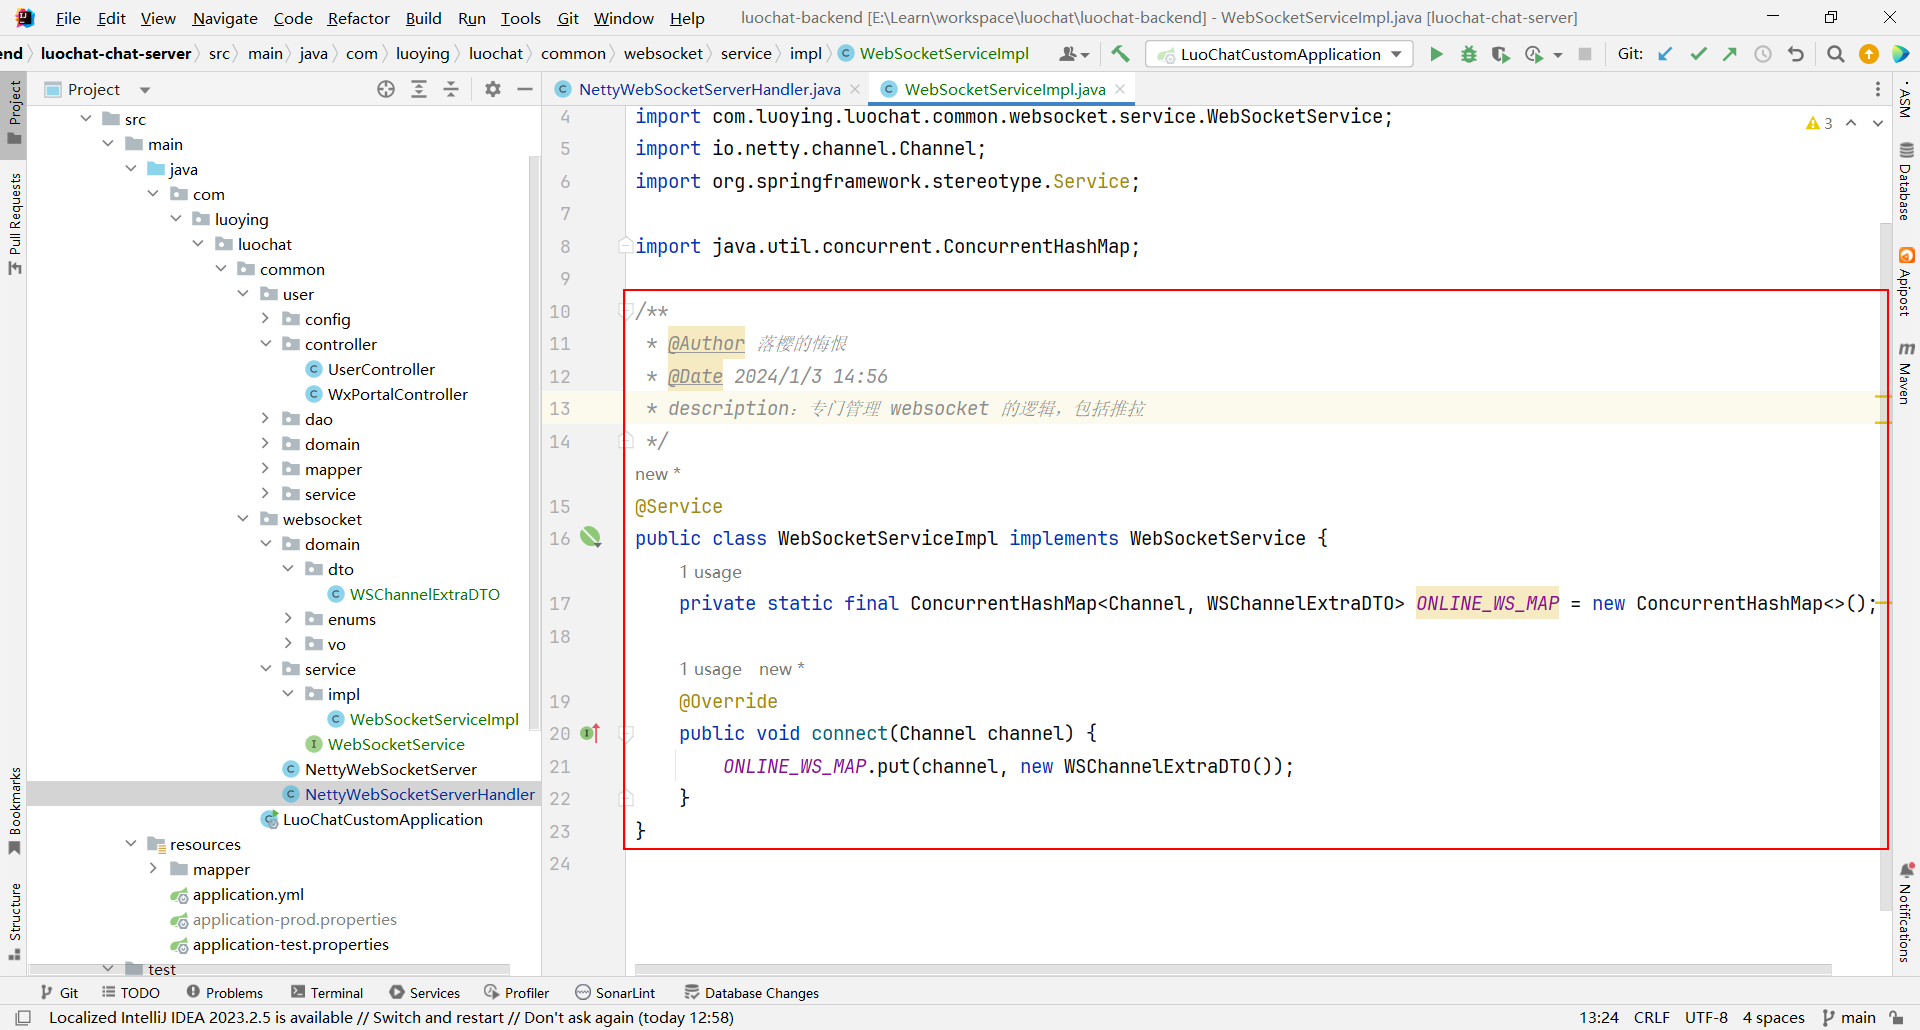 File Edit View Navigate Code Refactor Build Run Tools Git Window Help luochat-backend [E:\Learn\workspace\luochat\luochat-backend] - WebSocketServiceImpl.java [luochat-chat-server]
end luochat-chat-server src main java com luoying luochat common websocket service impl WebSocketServiceImpl LuoChatCustomApplication Git:
Project
NettyWebSocketServerHandler.java WebSocketServiceImpl.java
Project
Pull Requests
Bookmarks
Structure
src
main
java
com
luoying
luochat
common
user
config
controller
UserController
WxPortalController
dao
domain
mapper
service
websocket
domain
dto
WSChannelExtraDTO
enums
vo
service
impl
WebSocketServiceImpl
WebSocketService
NettyWebSocketServer
NettyWebSocketServerHandler
LuoChatCustomApplication
resources
mapper
application.yml
application-prod.properties
application-test.properties
test
3
4 import com.luoying.luochat.common.websocket.service.WebSocketService;
5 import io.netty.channel.Channel;
6 import org.springframework.stereotype.Service;
7
8 import java.util.concurrent.ConcurrentHashMap;
9
10 /**
11 * @Author 落樱的悔恨
12 * @Date 2024/1/3 14:56
13 * description：专门管理 websocket 的逻辑，包括推拉
14 */
new *
15 @Service
16 public class WebSocketServiceImpl implements WebSocketService {
1 usage
17 private static final ConcurrentHashMap<Channel, WSChannelExtraDTO> ONLINE_WS_MAP = new ConcurrentHashMap<>();
18
1 usage new *
19 @Override
20 public void connect(Channel channel) {
21 ONLINE_WS_MAP.put(channel, new WSChannelExtraDTO());
22 }
23 }
24
ASM
Database
Apipost
Maven
Notifications
Git TODO Problems Terminal Services Profiler SonarLint Database Changes
Localized IntelliJ IDEA 2023.2.5 is available // Switch and restart // Don't ask again (today 12:58) 13:24 CRLF UTF-8 4 spaces main